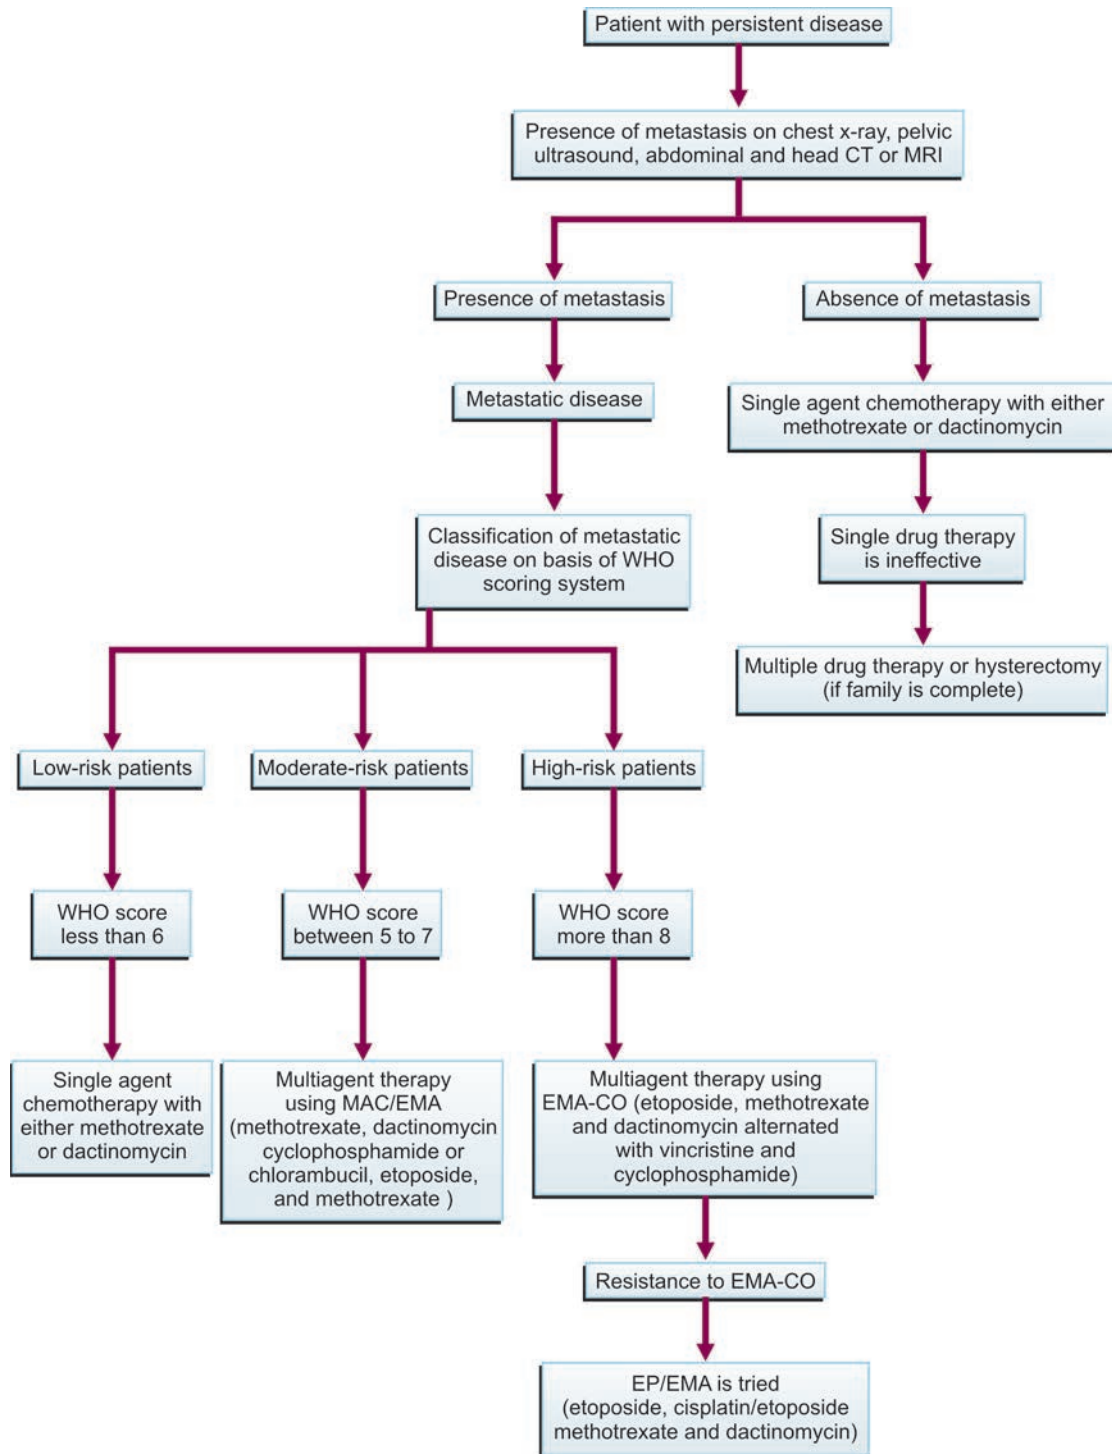 Patient with persistent disease
Presence of metastasis on chest x-ray, pelvic
ultrasound, abdominal and head CT or MRI
Presence of metastasis
Absence of metastasis
Metastatic disease
Single agent chemotherapy with either
methotrexate or dactinomycin
Classification of metastatic
disease on basis of WHO
scoring system
Single drug therapy
is ineffective
Multiple drug therapy or hysterectomy
(if family is complete)
Low-risk patients
Moderate-risk patients
High-risk patients
WHO score
less than 6
WHO score
between 5 to 7
WHO score
more than 8
Single agent
chemotherapy with
either methotrexate
or dactinomycin
Multiagent therapy
using MAC/EMA
(methotrexate, dactinomycin
cyclophosphamide or
chlorambucil, etoposide,
and methotrexate )
Multiagent therapy using
EMA-CO (etoposide, methotrexate
and dactinomycin alternated
with vincristine and
cyclophosphamide)
Resistance to EMA-CO
EP/EMA is tried
(etoposide, cisplatin/etoposide
methotrexate and dactinomycin)